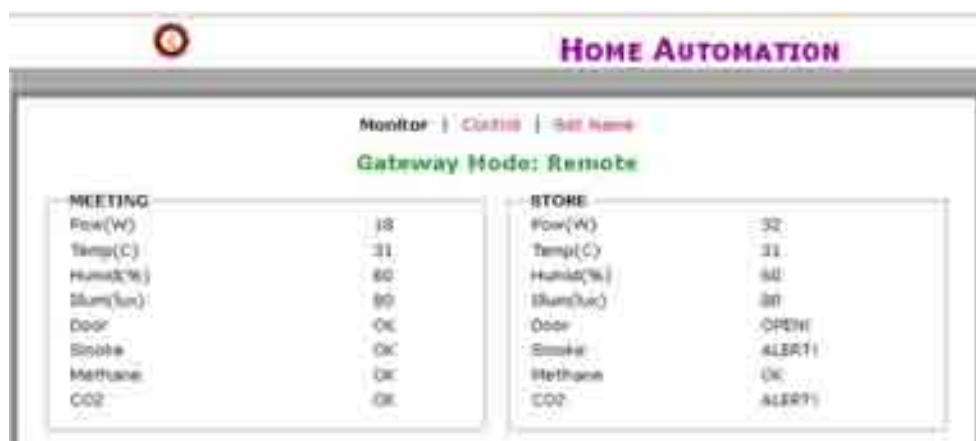 HOME AUTOMATION
Monitor | Control | Set Name
Gateway Mode: Remote
MEETING
Pow(W) 18
Temp(C) 31
Humid(%) 60
Illum(lux) 80
Door OK
Smoke OK
Methane OK
CO2 OK
STORE
Pow(W) 32
Temp(C) 31
Humid(%) 60
Illum(lux) 80
Door OPEN!
Smoke ALERT!
Methane OK
CO2 ALERT!